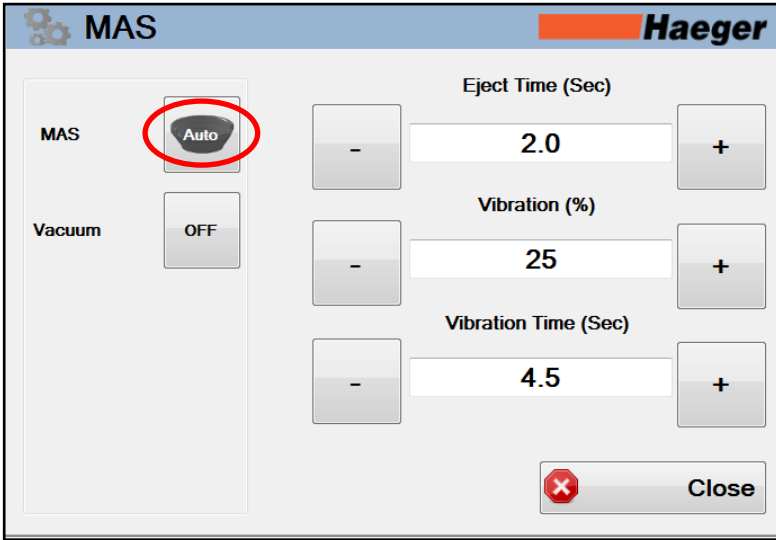 MAS
Haeger
MAS
Auto
Vacuum
OFF
Eject Time (Sec)
- 2.0 +
Vibration (%)
- 25 +
Vibration Time (Sec)
- 4.5 +
Close